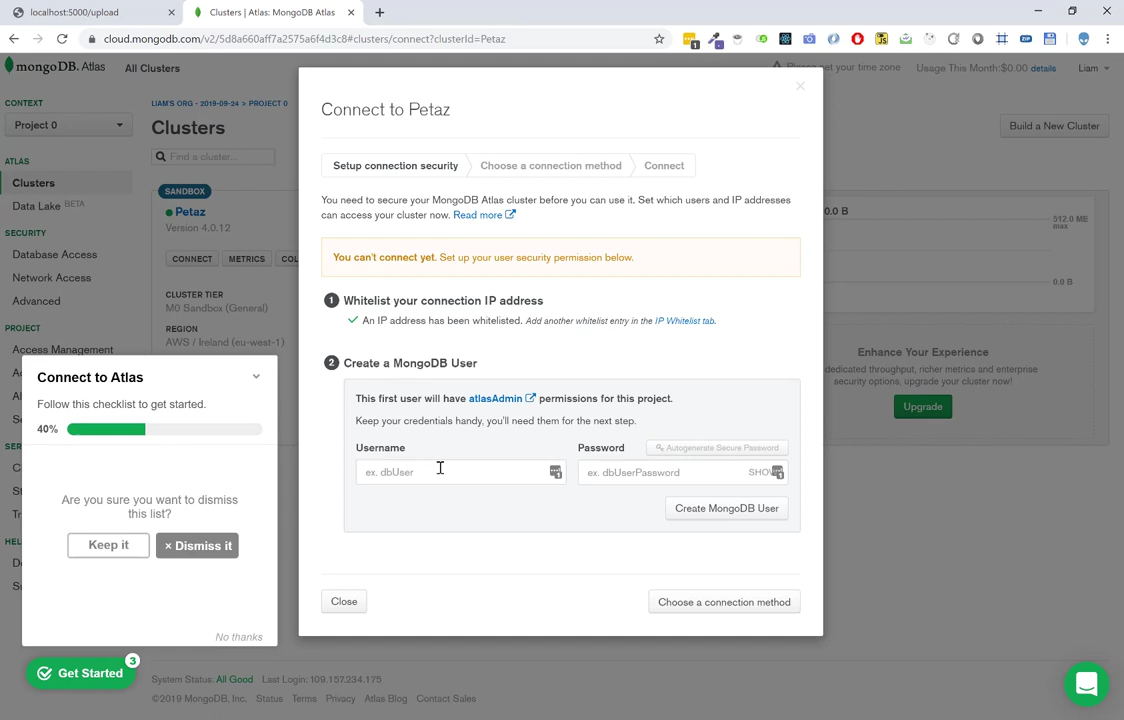 localhost:5000/upload
Clusters | Atlas: MongoDB Atlas
cloud.mongodb.com/v2/5d8a660aff7a2575a6f4d3c8#clusters/connect?clusterId=Petaz
mongoDB. Atlas
All Clusters
Usage This Month:$0.00 details
Liam
CONTEXT
Project 0
ATLAS
Clusters
Data Lake BETA
SECURITY
Database Access
Network Access
Advanced
PROJECT
Access Management
LIAM'S ORG - 2019-09-24 > PROJECT 0
Clusters
Find a cluster...
Build a New Cluster
SANDBOX
Petaz
Version 4.0.12
CONNECT
METRICS
COL
CLUSTER TIER
M0 Sandbox (General)
REGION
AWS / Ireland (eu-west-1)
0.0 B
512.0 MB
max
0.0 B
Enhance Your Experience
dedicated throughput, richer metrics and enterprise
security options, upgrade your cluster now!
Upgrade
Connect to Petaz
Setup connection security
Choose a connection method
Connect
You need to secure your MongoDB Atlas cluster before you can use it. Set which users and IP addresses
can access your cluster now. Read more
You can't connect yet. Set up your user security permission below.
1 Whitelist your connection IP address
An IP address has been whitelisted. Add another whitelist entry in the IP Whitelist tab.
2 Create a MongoDB User
This first user will have atlasAdmin permissions for this project.
Keep your credentials handy, you'll need them for the next step.
Username
Password
Autogenerate Secure Password
ex. dbUser
ex. dbUserPassword
Create MongoDB User
Close
Choose a connection method
Connect to Atlas
Follow this checklist to get started.
40%
Are you sure you want to dismiss
this list?
Keep it
× Dismiss it
No thanks
Get Started
3
System Status: All Good Last Login: 109.157.234.175
©2019 MongoDB, Inc. Status Terms Privacy Atlas Blog Contact Sales